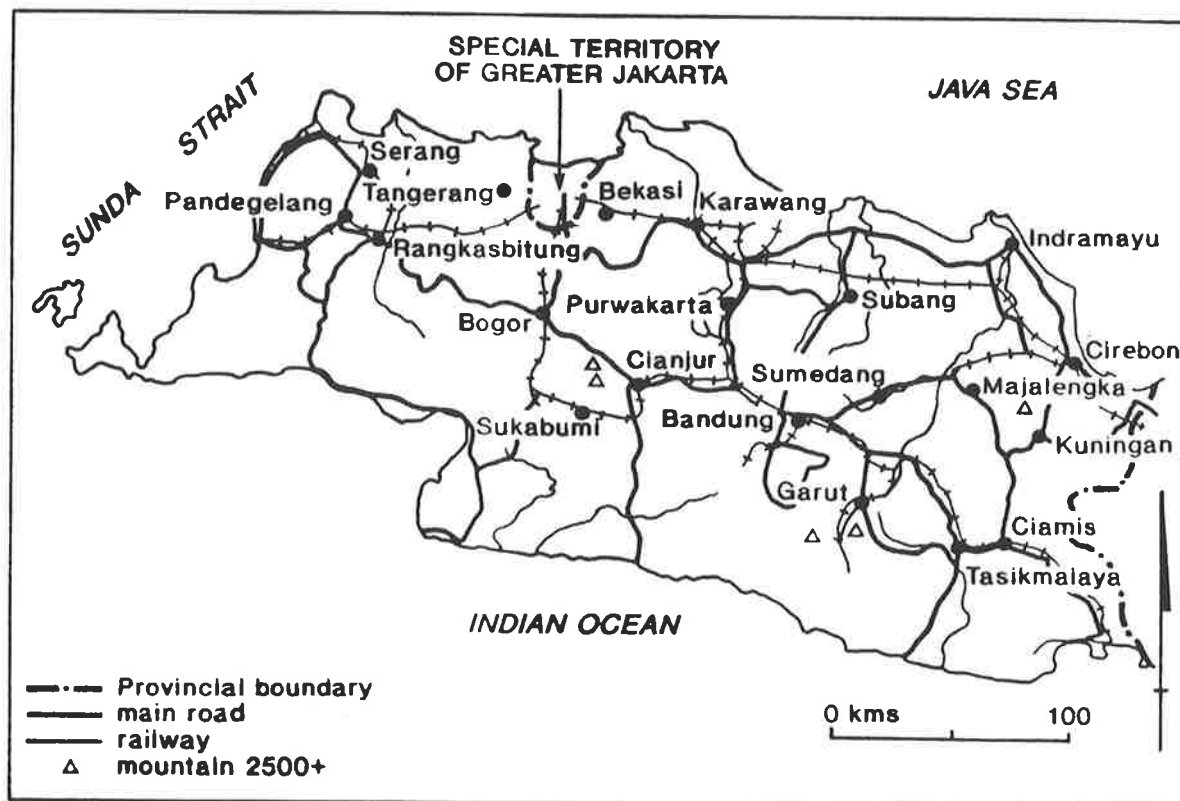 SPECIAL TERRITORY
OF GREATER JAKARTA
JAVA SEA
SUNDA STRAIT
Serang
Tangerang
Pandegelang
Rangkasbitung
Bekasi
Karawang
Indramayu
Purwakarta
Subang
Bogor
Cianjur
Cirebon
Sumedang
Majalengka
Sukabumi
Bandung
Kuningan
Garut
Ciamis
Tasikmalaya
INDIAN OCEAN
Provincial boundary
main road
railway
mountain 2500+
0 kms 100